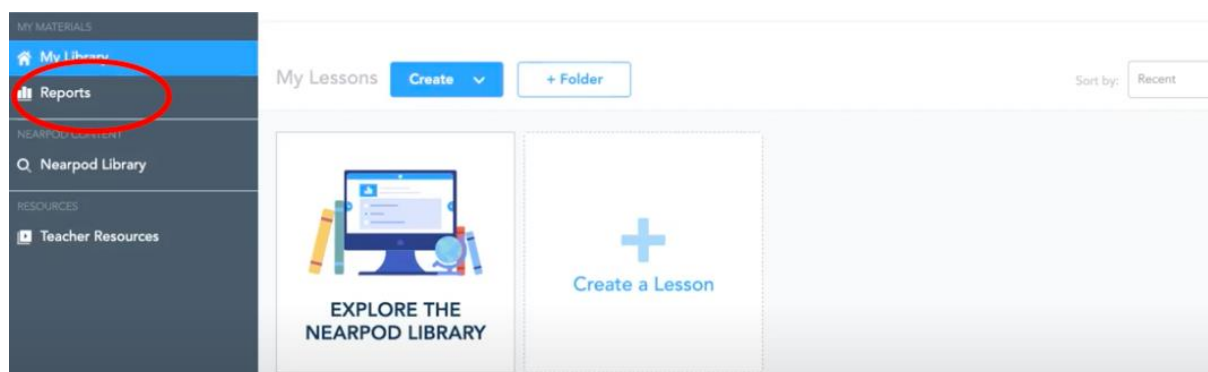 MY MATERIALS
My Library
Reports
NEARPOD CONTENT
Nearpod Library
RESOURCES
Teacher Resources
My Lessons
Create
+ Folder
Sort by:
Recent
EXPLORE THE
NEARPOD LIBRARY
Create a Lesson